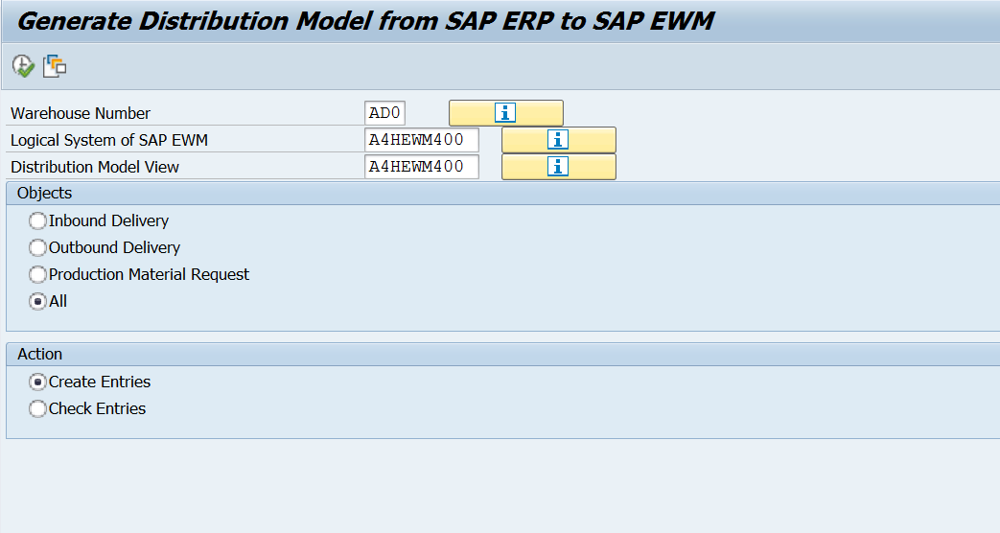 Generate Distribution Model from SAP ERP to SAP EWM
Warehouse Number AD0
Logical System of SAP EWM A4HEWM400
Distribution Model View A4HEWM400
Objects
Inbound Delivery
Outbound Delivery
Production Material Request
All
Action
Create Entries
Check Entries